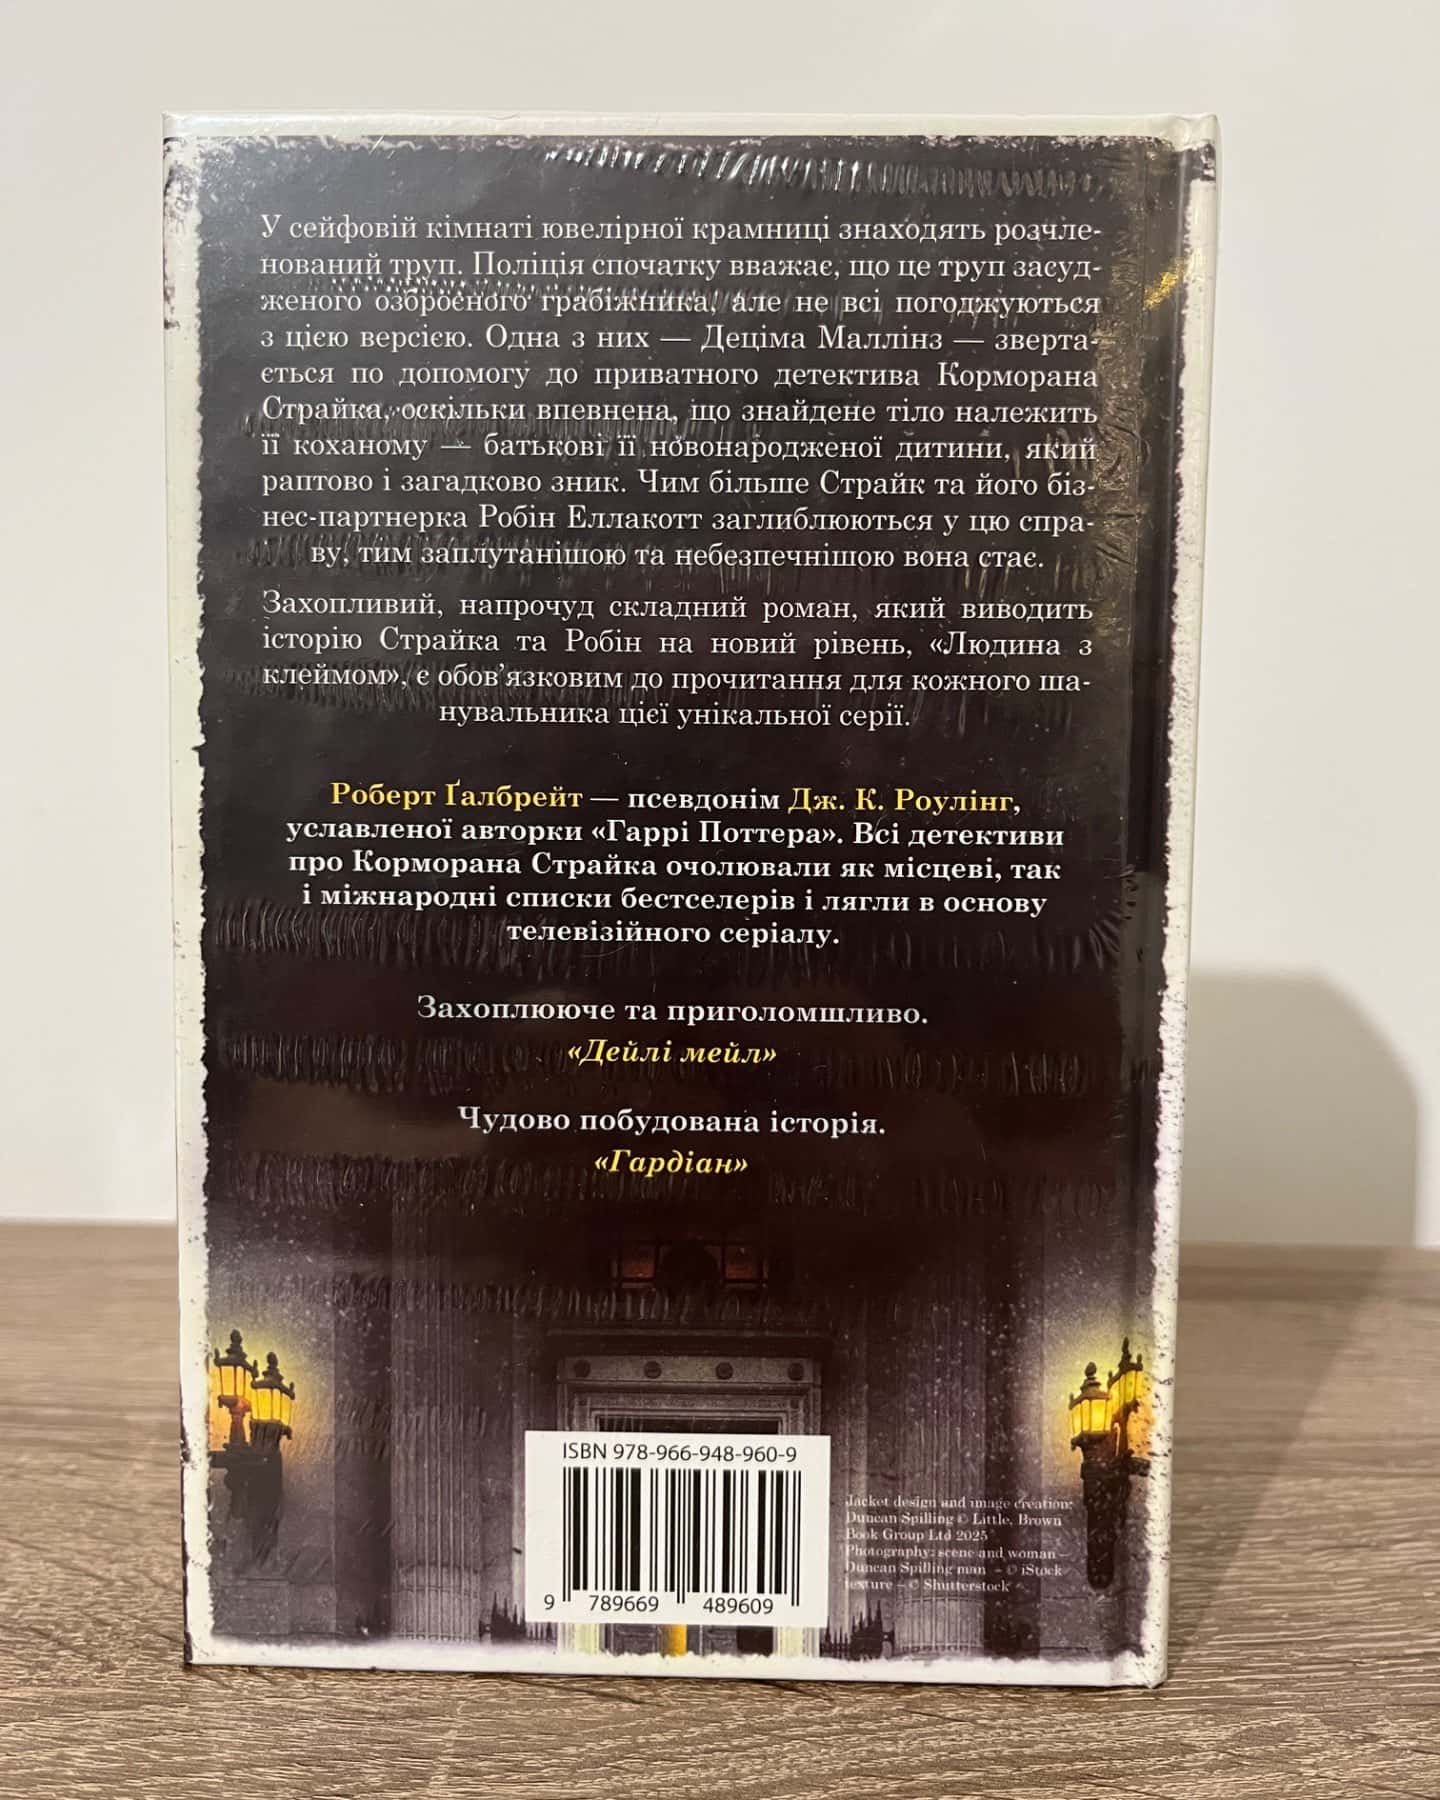 У сейфовій кімнаті ювелірної крамниці знаходять розчле-
нований труп. Поліція спочатку вважає, що це труп засуд-
женого озброєного грабіжника, але не всі погоджуються
з цією версією. Одна з них — Деціма Маллінз — зверта-
ється по допомогу до приватного детектива Корморана
Страйка, оскільки впевнена, що знайдене тіло належить
її коханому — батькові її новонародженої дитини, який
раптово і загадково зник. Чим більше Страйк та його біз-
нес-партнерка Робін Еллакотт заглиблюються у цю спра-
ву, тим заплутанішою та небезпечнішою вона стає.
Захопливий, напрочуд складний роман, який виводить
історію Страйка та Робін на новий рівень, «Людина з
клеймом», є обов’язковим до прочитання для кожного ша-
нувальника цієї унікальної серії.
Роберт Ґалбрейт — псевдонім Дж. К. Роулінг,
уславленої авторки «Гаррі Поттера». Всі детективи
про Корморана Страйка очолювали як місцеві, так
і міжнародні списки бестселерів і лягли в основу
телевізійного серіалу.
Захоплююче та приголомшливо.
«Дейлі мейл»
Чудово побудована історія.
«Гардіан»
ISBN 978-966-948-960-9
9 789669 489609
Jacket design and image creation:
Duncan Spilling © Little, Brown
Book Group Ltd 2025
Photography: scene and woman –
Duncan Spilling man – © iStock
texture – © Shutterstock